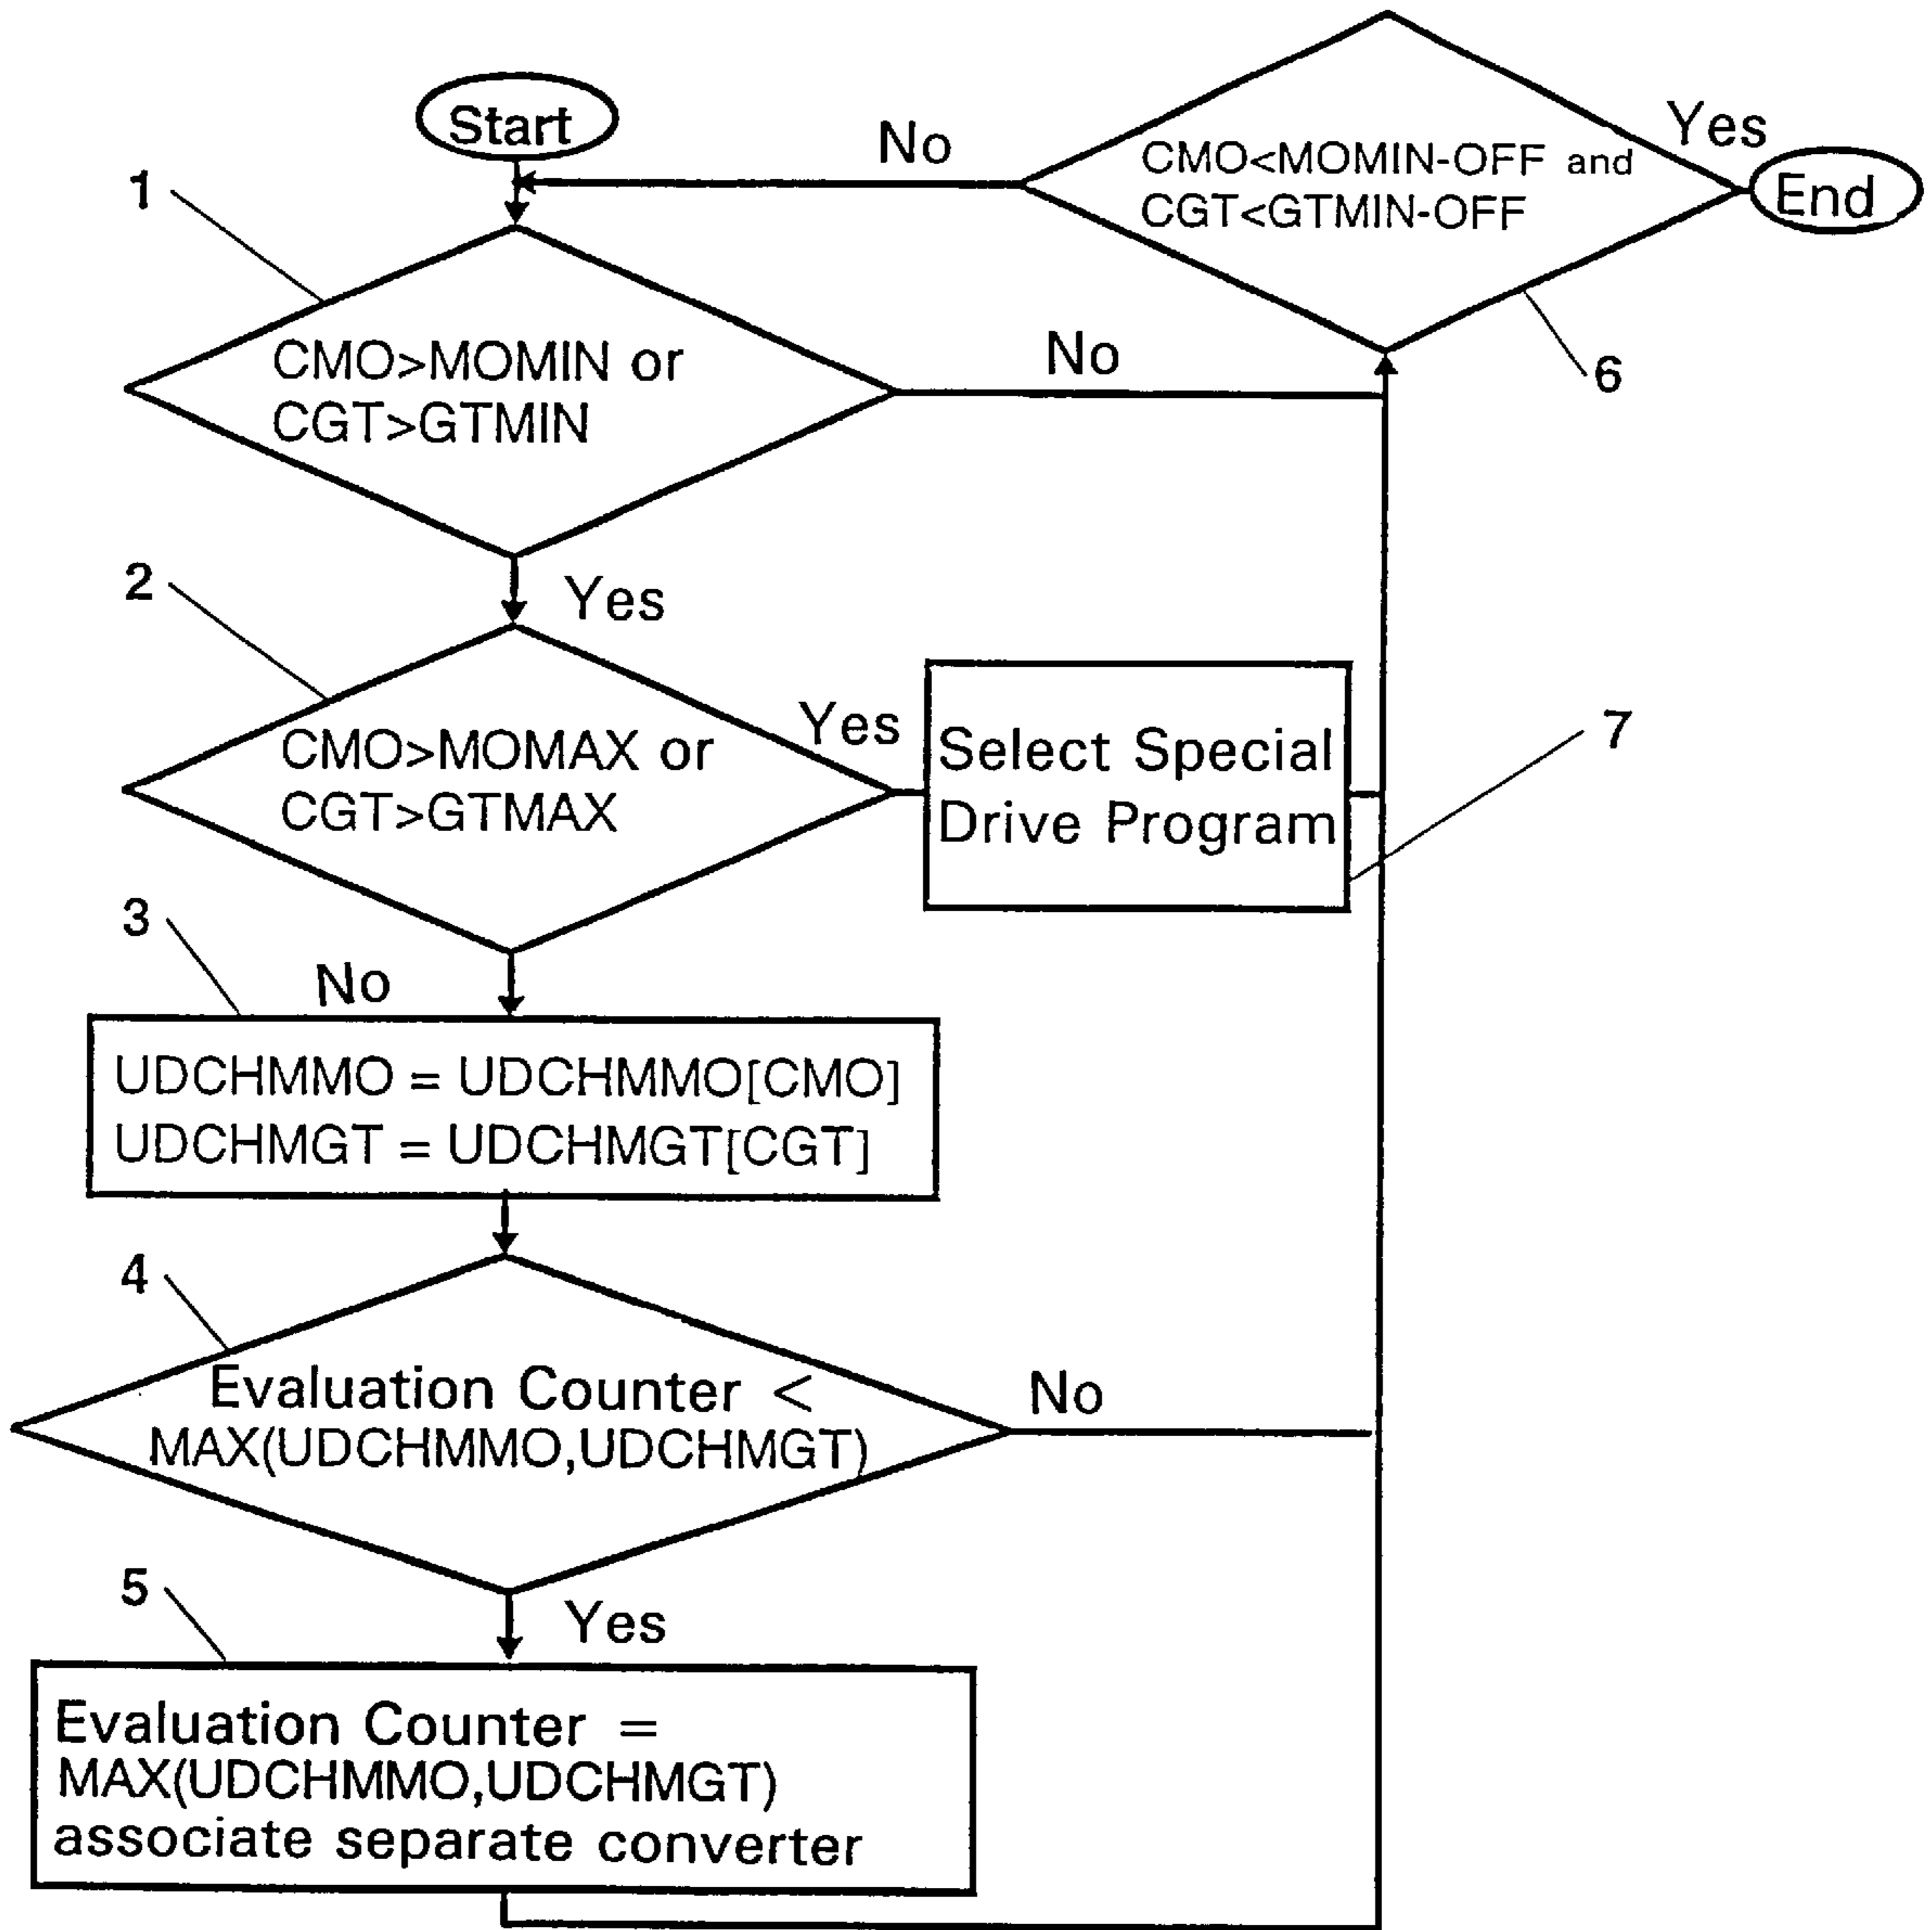 Start
No
CMO<MOMIN-OFF and
CGT<GTMIN-OFF
Yes
End
6
1
CMO>MOMIN or
CGT>GTMIN
No
Yes
2
CMO>MOMAX or
CGT>GTMAX
Yes
Select Special
Drive Program
7
No
3
UDCHMMO = UDCHMMO[CMO]
UDCHMGT = UDCHMGT[CGT]
4
Evaluation Counter <
MAX(UDCHMMO,UDCHMGT)
No
Yes
5
Evaluation Counter =
MAX(UDCHMMO,UDCHMGT)
associate separate converter